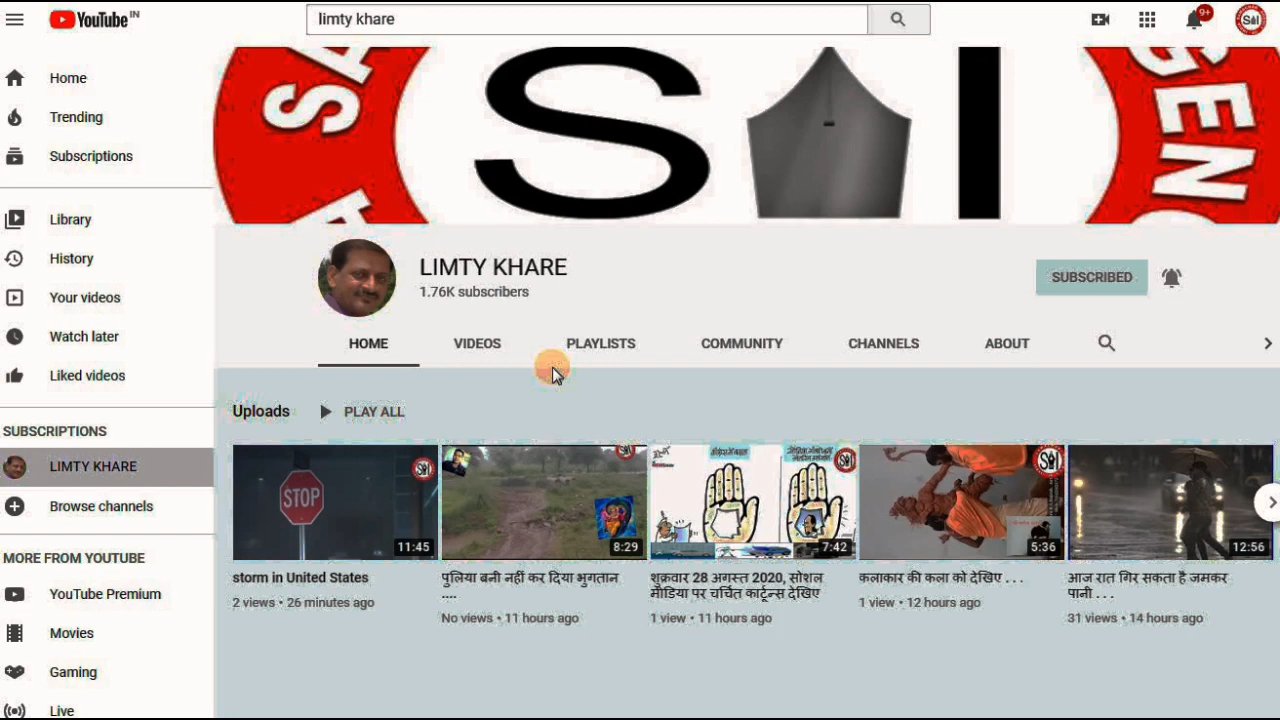 YouTube IN
limty khare
9+
SAI
Home
Trending
Subscriptions
Library
History
Your videos
Watch later
Liked videos
SUBSCRIPTIONS
LIMTY KHARE
Browse channels
MORE FROM YOUTUBE
YouTube Premium
Movies
Gaming
Live
SA
S I
GEN
LIMTY KHARE
1.76K subscribers
SUBSCRIBED
HOME VIDEOS PLAYLISTS COMMUNITY CHANNELS ABOUT
Uploads PLAY ALL
STOP
11:45
8:29
7:42
5:36
12:56
storm in United States
2 views • 26 minutes ago
पुलिया बनी नहीं कर दिया भुगतान
....
No views • 11 hours ago
शुक्रवार 28 अगस्त 2020, सोशल
मीडिया पर चर्चित कार्टून्स देखिए
1 view • 11 hours ago
कलाकार की कला को देखिए . . .
1 view • 12 hours ago
आज रात गिर सकता है जमकर
पानी . . .
31 views • 14 hours ago